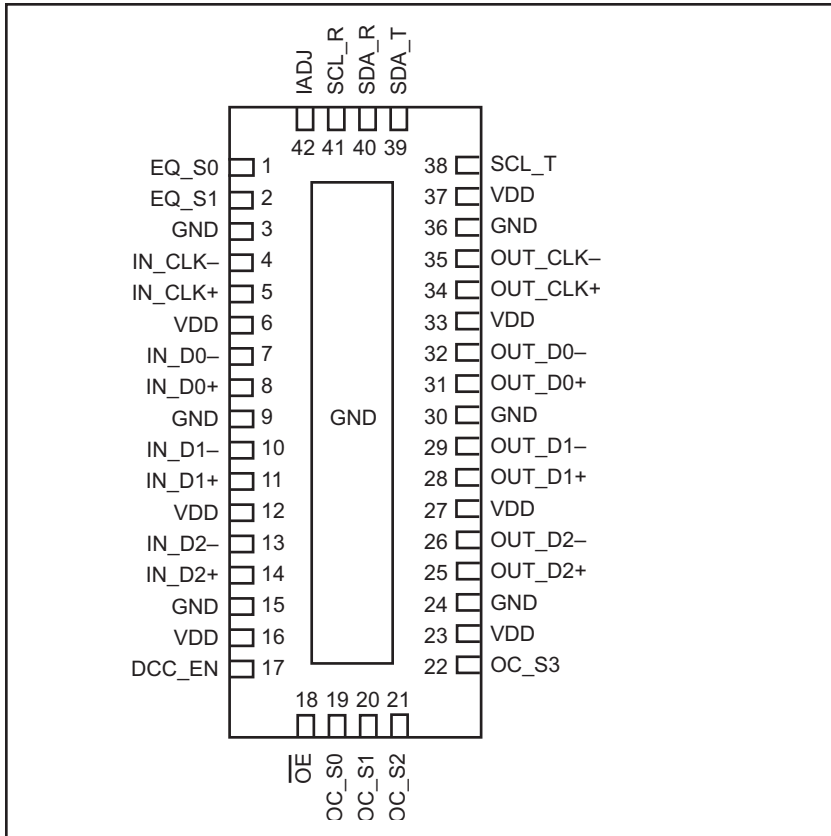 IADJ
SCL_R
SDA_R
SDA_T
42 41 40 39
EQ_S0 1
EQ_S1 2
GND 3
IN_CLK– 4
IN_CLK+ 5
VDD 6
IN_D0– 7
IN_D0+ 8
GND 9
IN_D1– 10
IN_D1+ 11
VDD 12
IN_D2– 13
IN_D2+ 14
GND 15
VDD 16
DCC_EN 17
GND
38 SCL_T
37 VDD
36 GND
35 OUT_CLK–
34 OUT_CLK+
33 VDD
32 OUT_D0–
31 OUT_D0+
30 GND
29 OUT_D1–
28 OUT_D1+
27 VDD
26 OUT_D2–
25 OUT_D2+
24 GND
23 VDD
22 OC_S3
18 19 20 21
OE
OC_S0
OC_S1
OC_S2